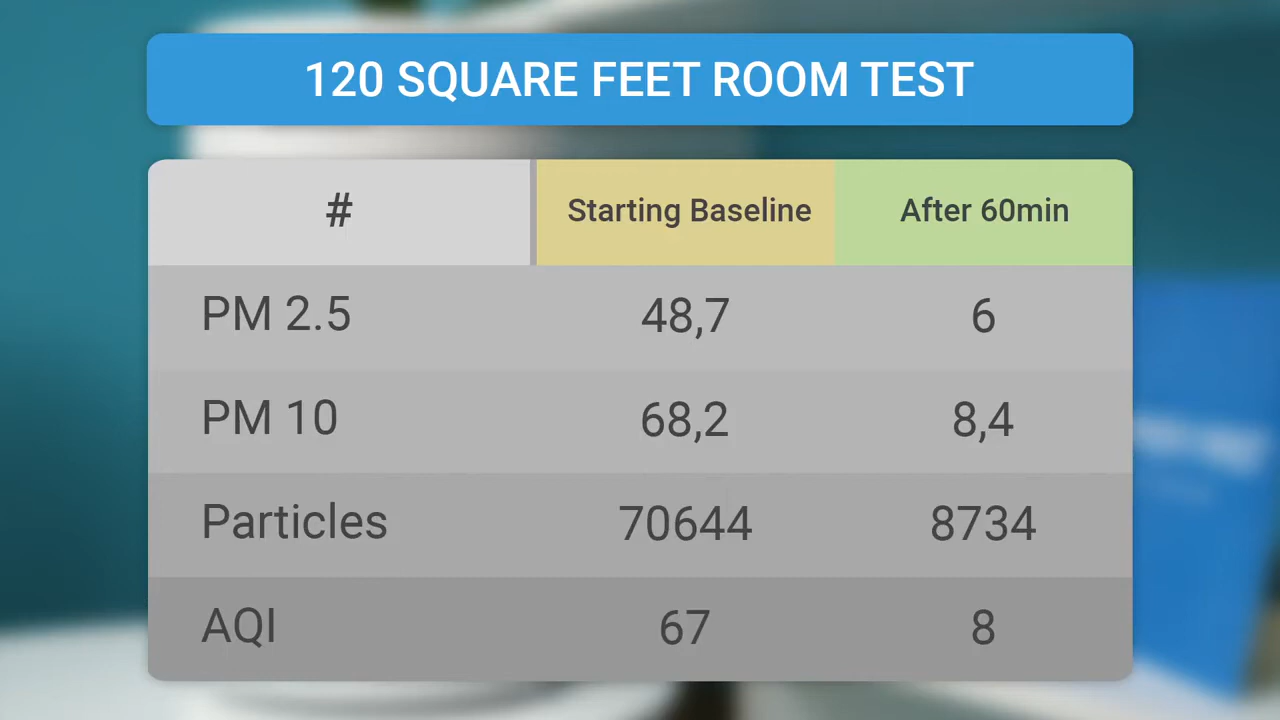 120 SQUARE FEET ROOM TEST
# Starting Baseline After 60min
PM 2.5 48,7 6
PM 10 68,2 8,4
Particles 70644 8734
AQI 67 8